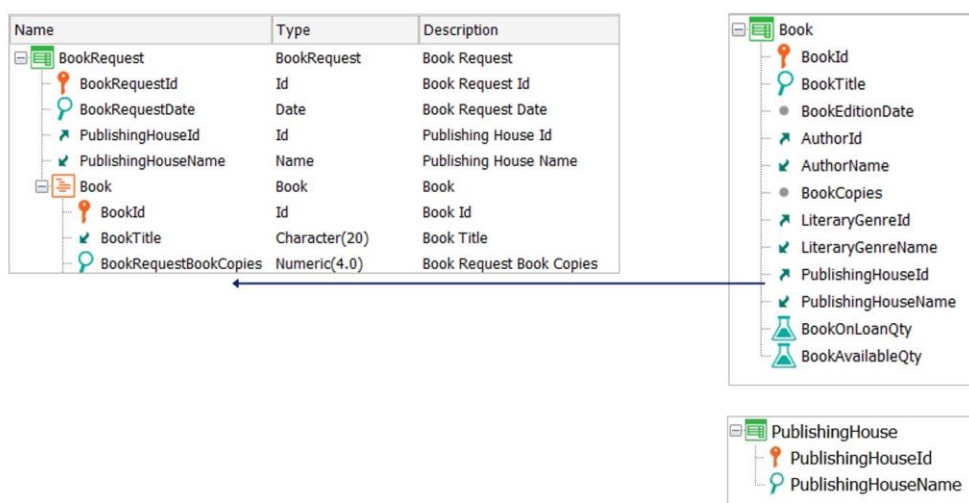 Name Type Description
BookRequest BookRequest Book Request
BookRequestId Id Book Request Id
BookRequestDate Date Book Request Date
PublishingHouseId Id Publishing House Id
PublishingHouseName Name Publishing House Name
Book Book Book
BookId Id Book Id
BookTitle Character(20) Book Title
BookRequestBookCopies Numeric(4.0) Book Request Book Copies
Book
BookId
BookTitle
BookEditionDate
AuthorId
AuthorName
BookCopies
LiteraryGenreId
LiteraryGenreName
PublishingHouseId
PublishingHouseName
BookOnLoanQty
BookAvailableQty
PublishingHouse
PublishingHouseId
PublishingHouseName